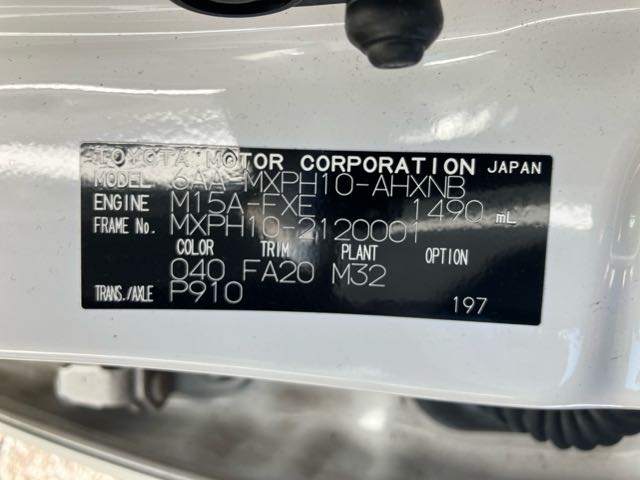 TOYOTA MOTOR CORPORATION JAPAN
MODEL 6AA-MXPH10-AHXNB
ENGINE M15A-FXE 1490 mL
FRAME No. MXPH10-2120001
COLOR TRIM PLANT OPTION
040 FA20 M32
TRANS./AXLE P910
197